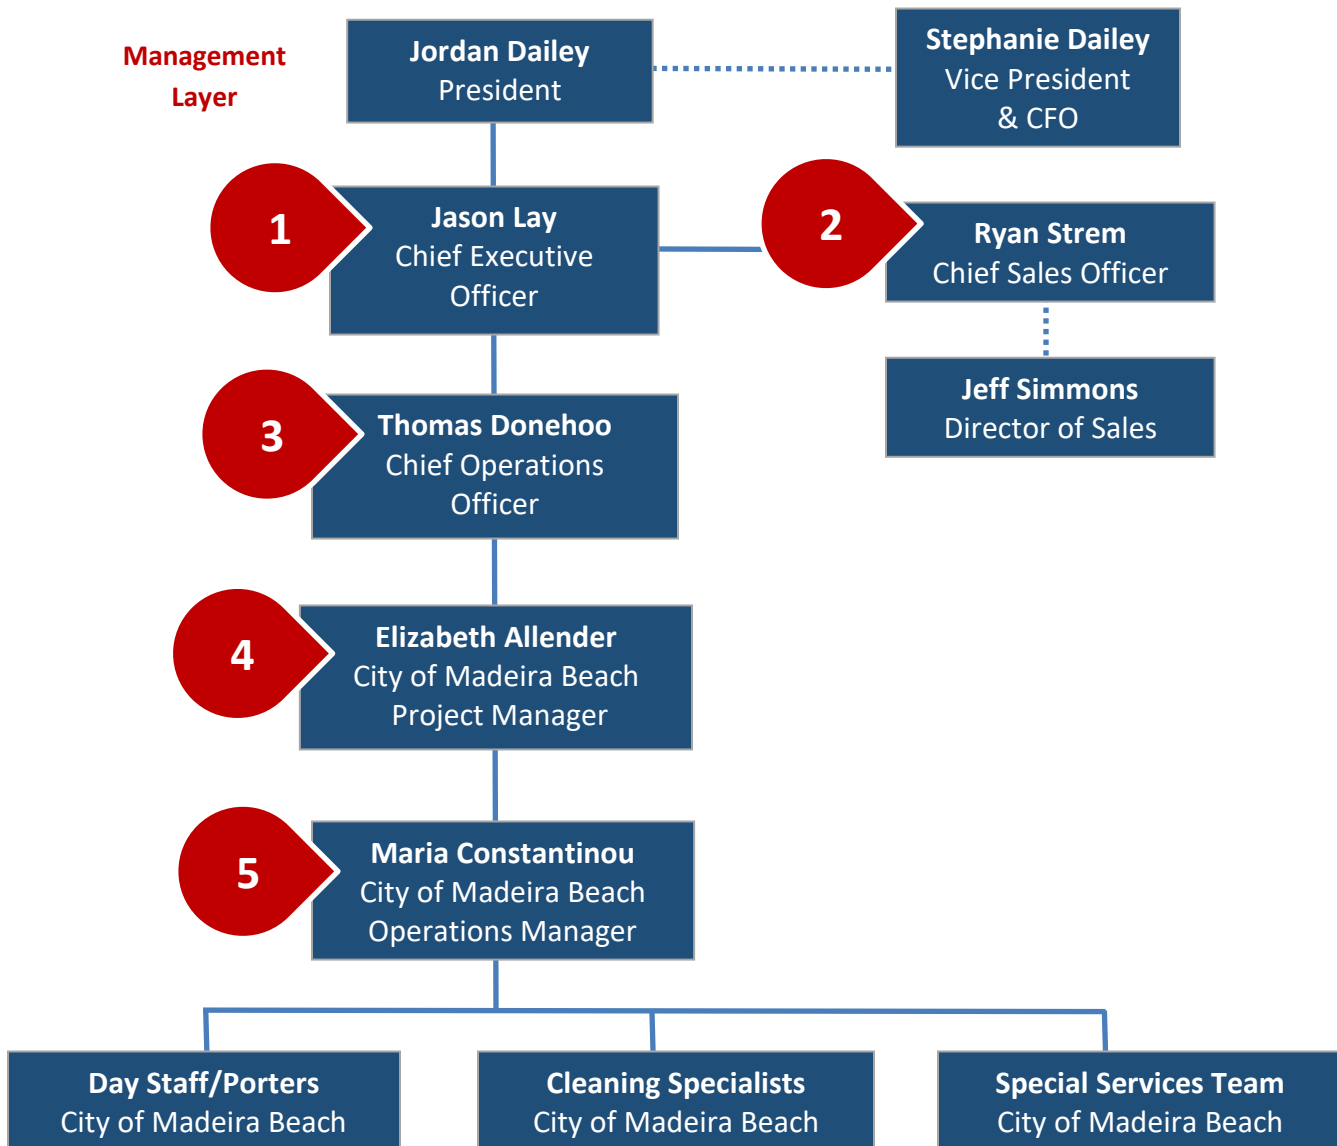 Management
Layer
Jordan Dailey
President
Stephanie Dailey
Vice President
& CFO
1
Jason Lay
Chief Executive
Officer
2
Ryan Strem
Chief Sales Officer
Jeff Simmons
Director of Sales
3
Thomas Donehoo
Chief Operations
Officer
4
Elizabeth Allender
City of Madeira Beach
Project Manager
5
Maria Constantinou
City of Madeira Beach
Operations Manager
Day Staff/Porters
City of Madeira Beach
Cleaning Specialists
City of Madeira Beach
Special Services Team
City of Madeira Beach